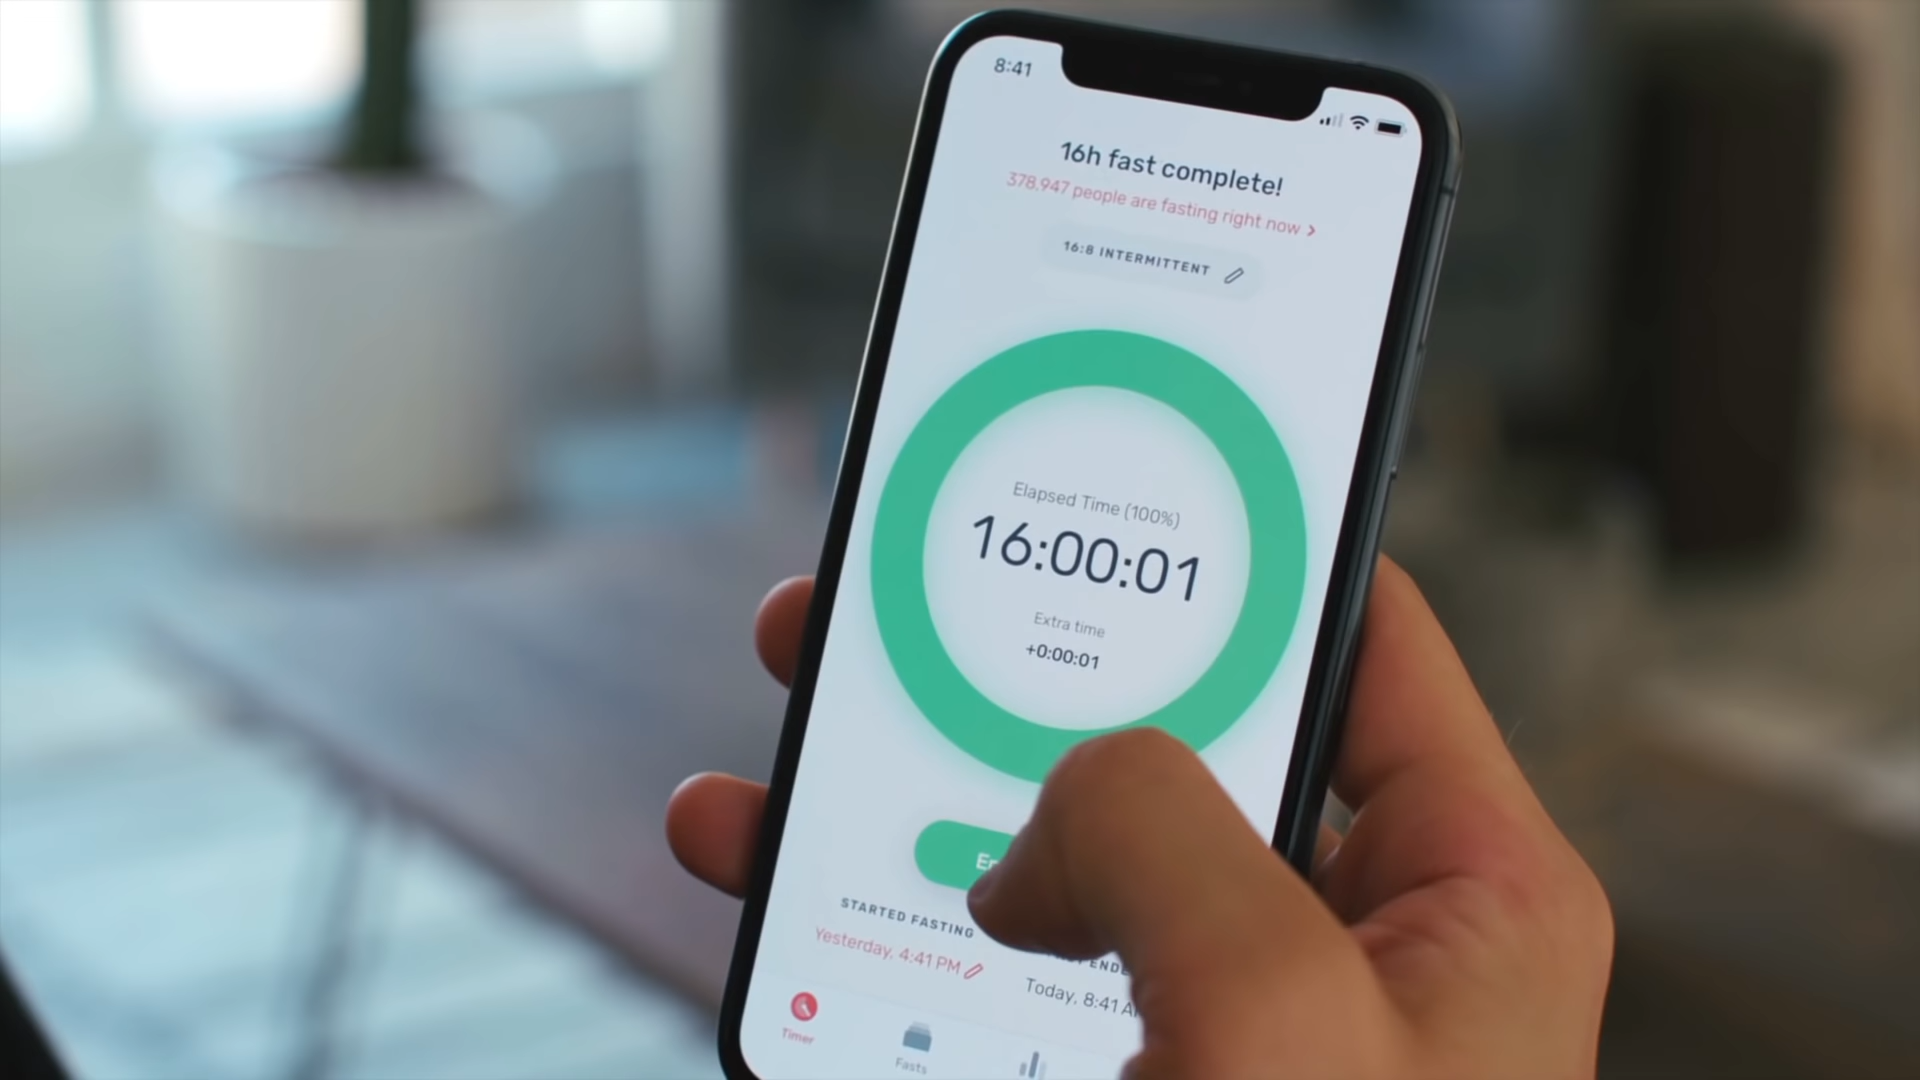 8:41
16h fast complete!
378,947 people are fasting right now >
16:8 INTERMITTENT
Elapsed Time (100%)
16:00:01
Extra time
+0:00:01
STARTED FASTING
Yesterday, 4:41 PM
Today, 8:41
Timer
Fasts